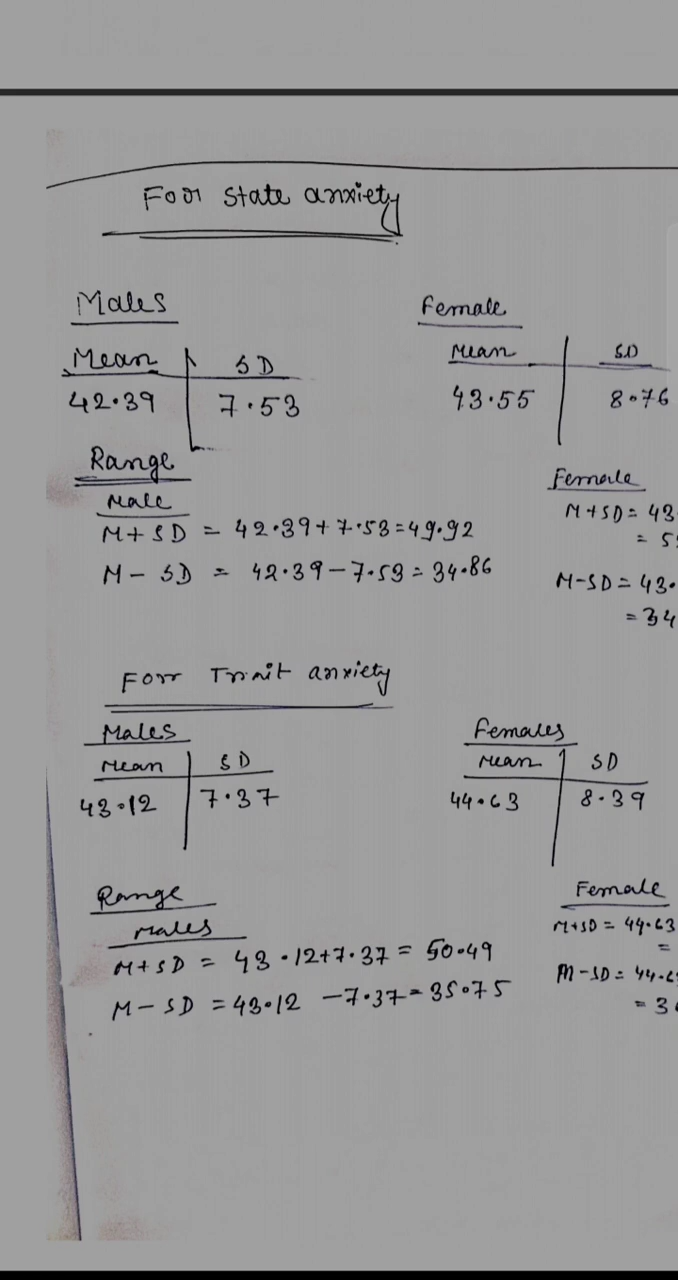 For State anxiety
Males
Female
Mean SD
Mean S.D
42.39 7.53
43.55 8.76
Range
Female
Male
M+SD = 42.39+7.53=49.92
M+SD= 43.
M- SD = 42.39-7.53=34.86
M-SD=43.
=34
For Trait anxiety
Males
Females
Mean SD
Mean SD
43.12 7.37
44.63 8.39
Range
Female
Males
M+SD = 44.63
M+SD = 43.12+7.37= 50.49
=
M-SD= 44.6
M-SD =43.12 -7.37=35.75
= 3